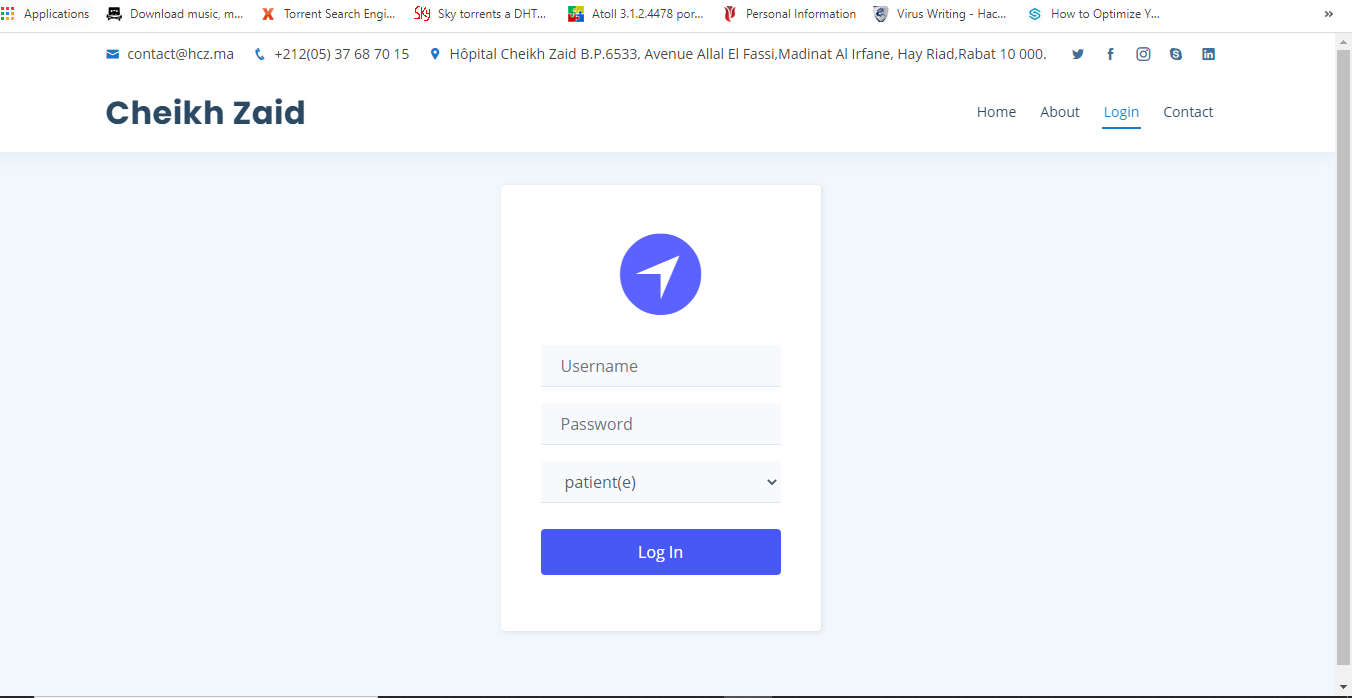 Applications Download music, m... Torrent Search Engi... Sky torrents a DHT... Atoll 3.1.2.4478 por... Personal Information Virus Writing - Hac... How to Optimize Y... »
contact@hcz.ma +212(05) 37 68 70 15 Hôpital Cheikh Zaid B.P.6533, Avenue Allal El Fassi,Madinat Al Irfane, Hay Riad,Rabat 10 000.
Cheikh Zaid
Home About Login Contact
Username
Password
patient(e)
Log In